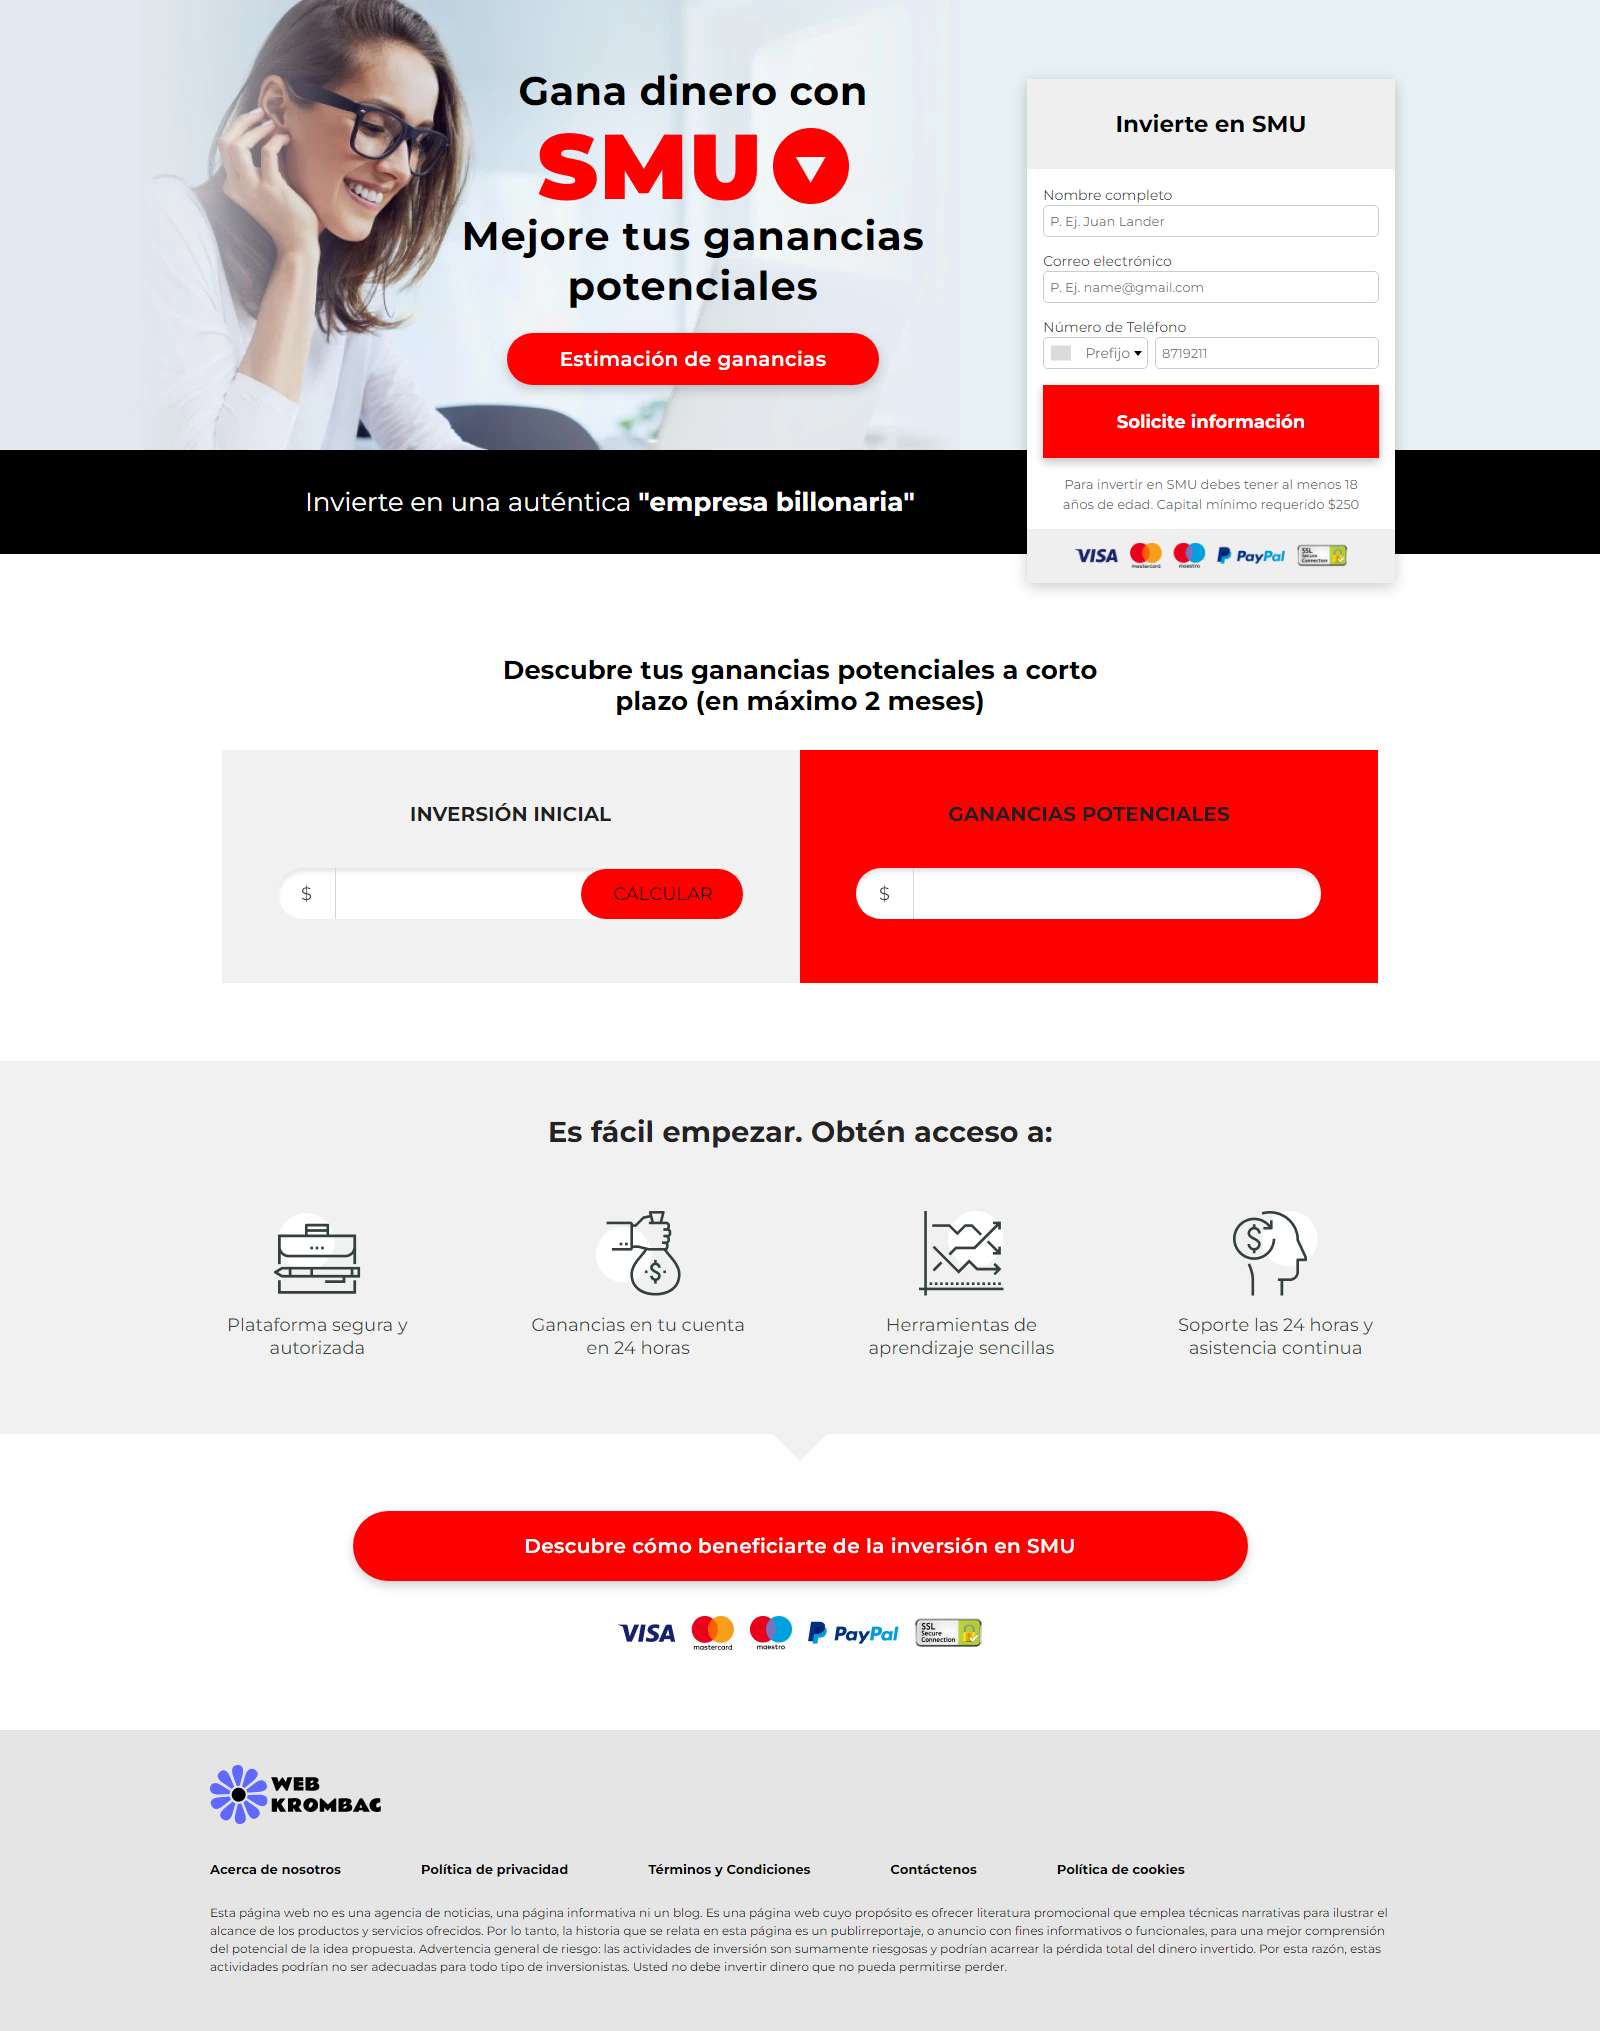 Gana dinero con
SMU
Mejore tus ganancias
potenciales
Estimación de ganancias
Invierte en SMU
Nombre completo
P. Ej. Juan Lander
Correo electrónico
P. Ej. name@gmail.com
Número de Teléfono
Prefijo
8719211
Solicite información
Para invertir en SMU debes tener al menos 18
años de edad. Capital mínimo requerido $250
VISA mastercard maestro PayPal SSL Secure Connection
Invierte en una auténtica "empresa billonaria"
Descubre tus ganancias potenciales a corto
plazo (en máximo 2 meses)
INVERSIÓN INICIAL
$
CALCULAR
GANANCIAS POTENCIALES
$
Es fácil empezar. Obtén acceso a:
Plataforma segura y
autorizada
Ganancias en tu cuenta
en 24 horas
Herramientas de
aprendizaje sencillas
Soporte las 24 horas y
asistencia continua
Descubre cómo beneficiarte de la inversión en SMU
VISA mastercard maestro PayPal SSL Secure Connection
WEB
KROMBAC
Acerca de nosotros
Política de privacidad
Términos y Condiciones
Contáctenos
Política de cookies
Esta página web no es una agencia de noticias, una página informativa ni un blog. Es una página web cuyo propósito es ofrecer literatura promocional que emplea técnicas narrativas para ilustrar el
alcance de los productos y servicios ofrecidos. Por lo tanto, la historia que se relata en esta página es un publirreportaje, o anuncio con fines informativos o funcionales, para una mejor comprensión
del potencial de la idea propuesta. Advertencia general de riesgo: las actividades de inversión son sumamente riesgosas y podrían acarrear la pérdida total del dinero invertido. Por esta razón, estas
actividades podrían no ser adecuadas para todo tipo de inversionistas. Usted no debe invertir dinero que no pueda permitirse perder.